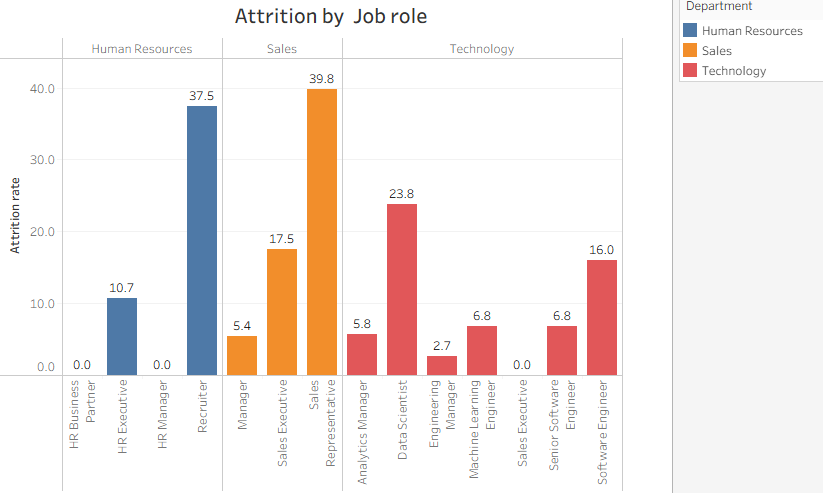 Attrition by Job role
Human Resources
Sales
Technology
Attrition rate
40.0
30.0
20.0
10.0
0.0
0.0
10.7
0.0
37.5
5.4
17.5
39.8
5.8
23.8
2.7
6.8
0.0
6.8
16.0
HR Business
Partner
HR Executive
HR Manager
Recruiter
Manager
Sales Executive
Sales
Representative
Analytics Manager
Data Scientist
Engineering
Manager
Machine Learning
Engineer
Sales Executive
Senior Software
Engineer
Software Engineer
Department
Human Resources
Sales
Technology